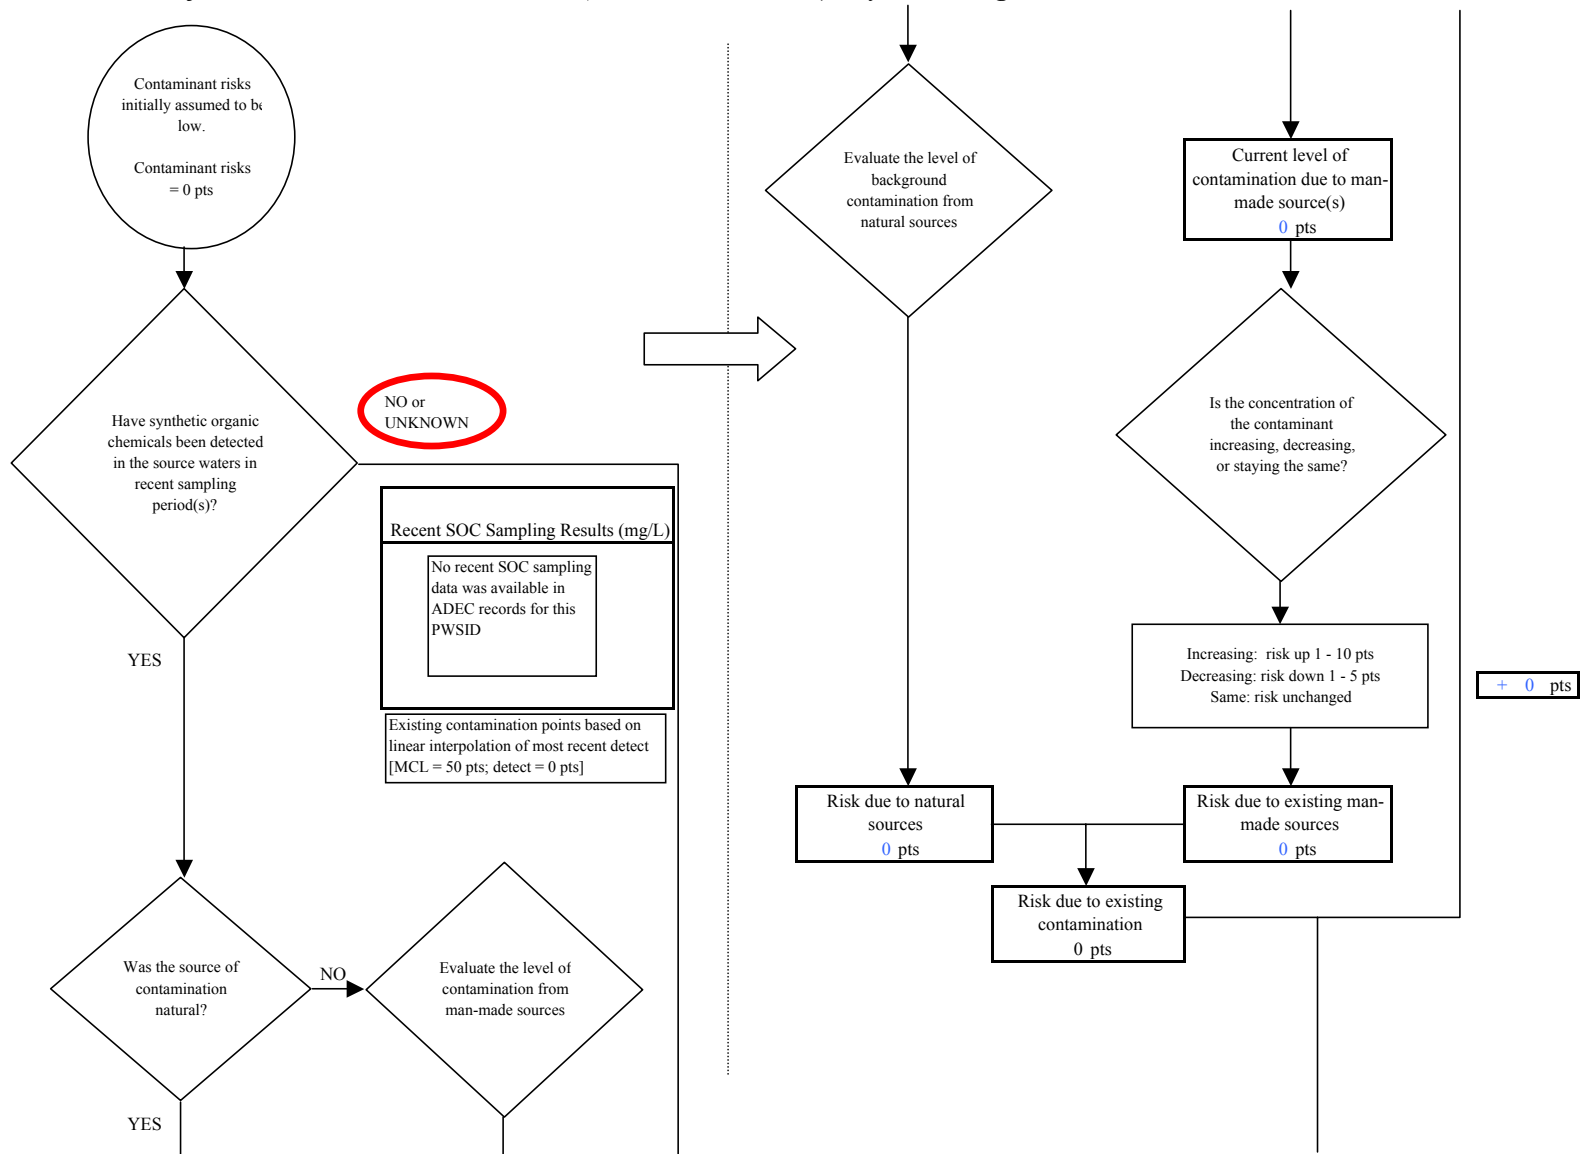 Contaminant risks
initially assumed to be
low.
Contaminant risks
= 0 pts
Have synthetic organic
chemicals been detected
in the source waters in
recent sampling
period(s)?
NO or
UNKNOWN
Recent SOC Sampling Results (mg/L)
No recent SOC sampling
data was available in
ADEC records for this
PWSID
YES
Existing contamination points based on
linear interpolation of most recent detect
[MCL = 50 pts; detect = 0 pts]
Was the source of
contamination
natural?
NO
Evaluate the level of
contamination from
man-made sources
YES
Evaluate the level of
background
contamination from
natural sources
Current level of
contamination due to man-
made source(s)
0 pts
Is the concentration of
the contaminant
increasing, decreasing,
or staying the same?
Increasing: risk up 1 - 10 pts
Decreasing: risk down 1 - 5 pts
Same: risk unchanged
+ 0 pts
Risk due to natural
sources
0 pts
Risk due to existing man-
made sources
0 pts
Risk due to existing
contamination
0 pts